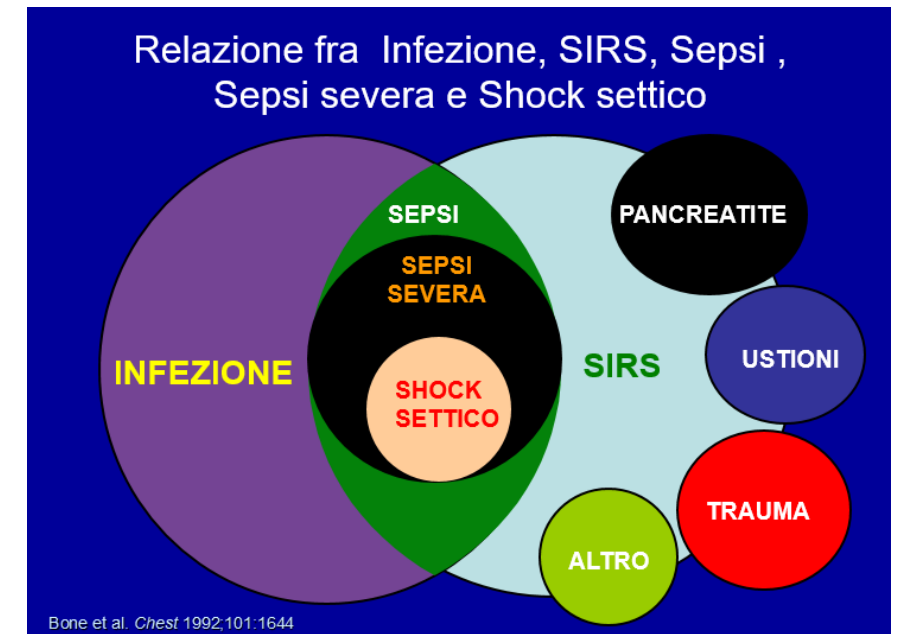 Relazione fra Infezione, SIRS, Sepsi ,
Sepsi severa e Shock settico
SEPSI
PANCREATITE
SEPSI
SEVERA
USTIONI
INFEZIONE
SIRS
SHOCK
SETTICO
TRAUMA
ALTRO
Bone et al. Chest 1992;101:1644